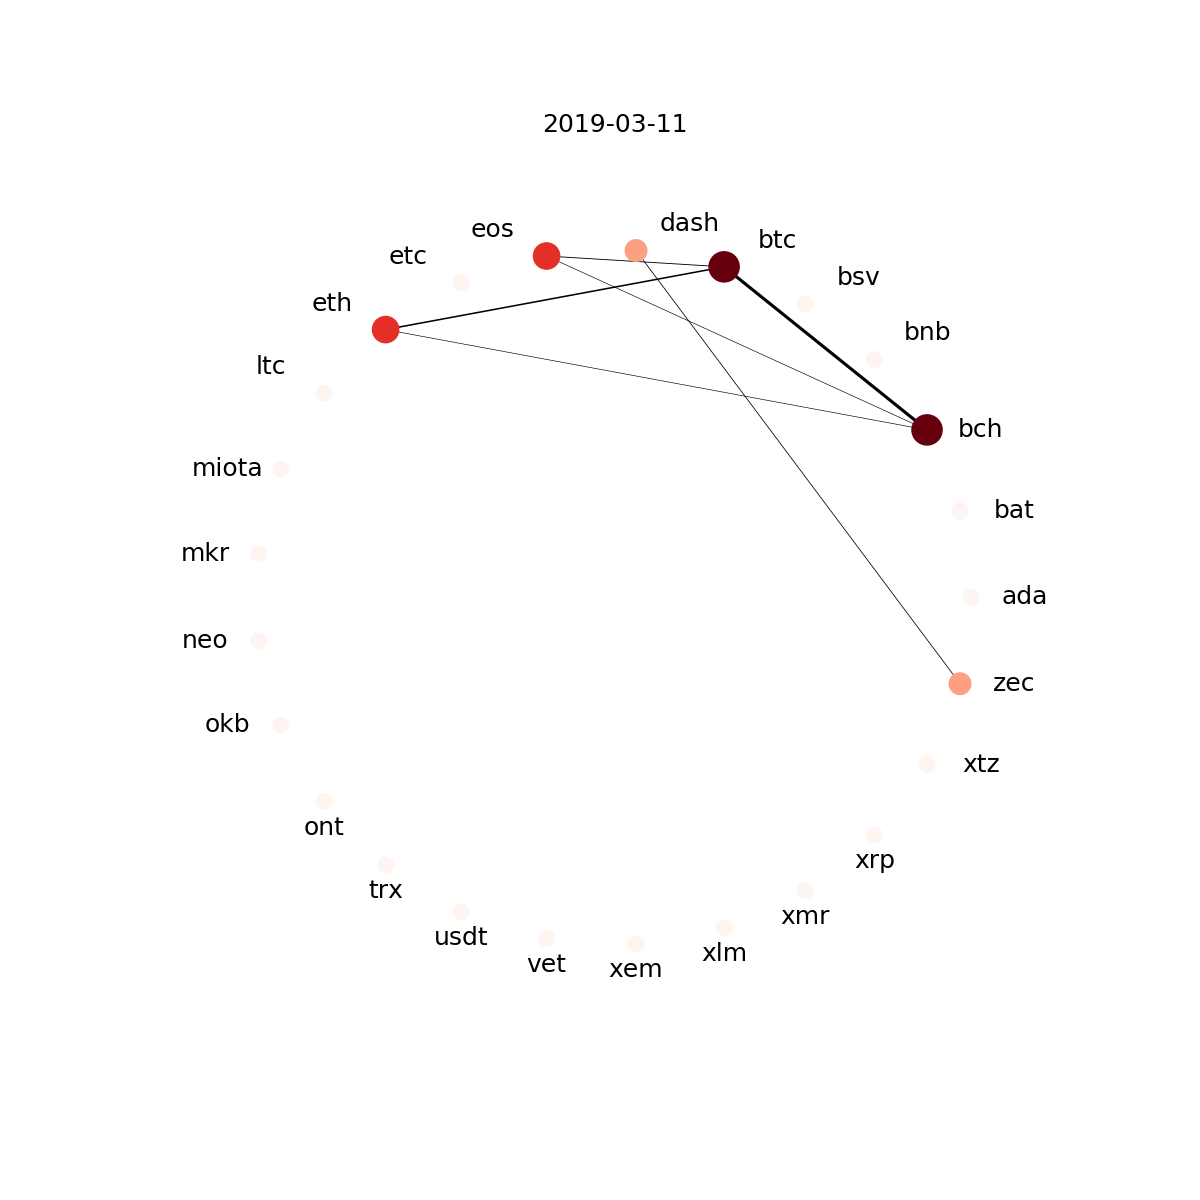 2019-03-11
dash
eos
btc
etc
bsv
eth
bnb
ltc
bch
miota
bat
mkr
ada
neo
zec
okb
xtz
ont
xrp
trx
xmr
usdt
xlm
vet
xem